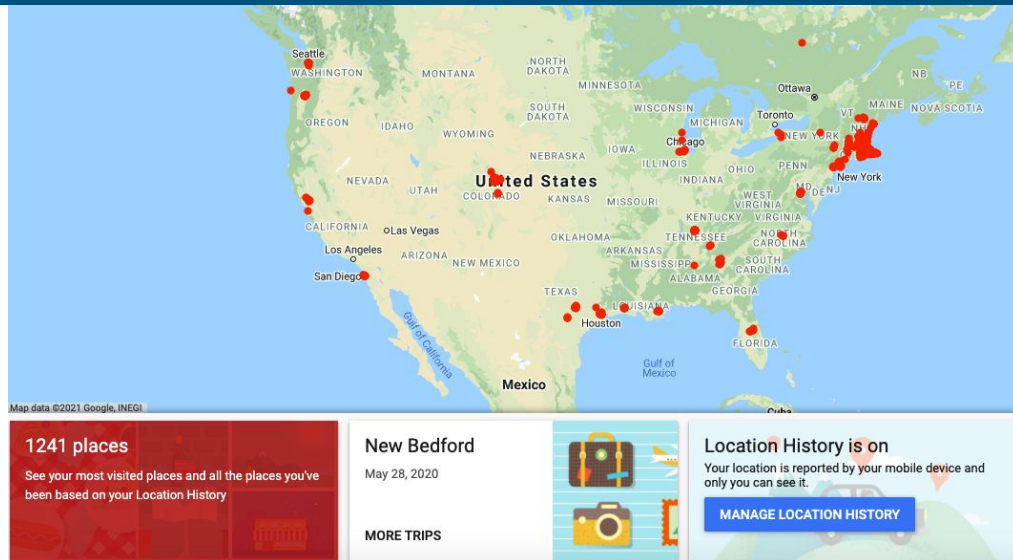 Seattle
WASHINGTON
MONTANA
NORTH
DAKOTA
MINNESOTA
Ottawa
NB
PE
MAINE
NOVA SCOTIA
VT
NH
OREGON
IDAHO
SOUTH
DAKOTA
WISCONSIN
MICHIGAN
Toronto
NEW YORK
WYOMING
IOWA
Chicago
ILLINOIS
NEBRASKA
INDIANA
OHIO
PENN
New York
NEVADA
UTAH
COLORADO
United States
KANSAS
MISSOURI
WEST
VIRGINIA
MD
DE
NJ
KENTUCKY
VIRGINIA
CALIFORNIA
Las Vegas
Los Angeles
ARIZONA
NEW MEXICO
OKLAHOMA
ARKANSAS
TENNESSEE
NORTH
CAROLINA
SOUTH
CAROLINA
MISSISSIPPI
ALABAMA
GEORGIA
San Diego
TEXAS
LOUISIANA
Houston
FLORIDA
Gulf of California
Gulf of
Mexico
Mexico
Cuba
Map data ©2021 Google, INEGI
1241 places
See your most visited places and all the places you've
been based on your Location History
New Bedford
May 28, 2020
MORE TRIPS
Location History is on
Your location is reported by your mobile device and
only you can see it.
MANAGE LOCATION HISTORY